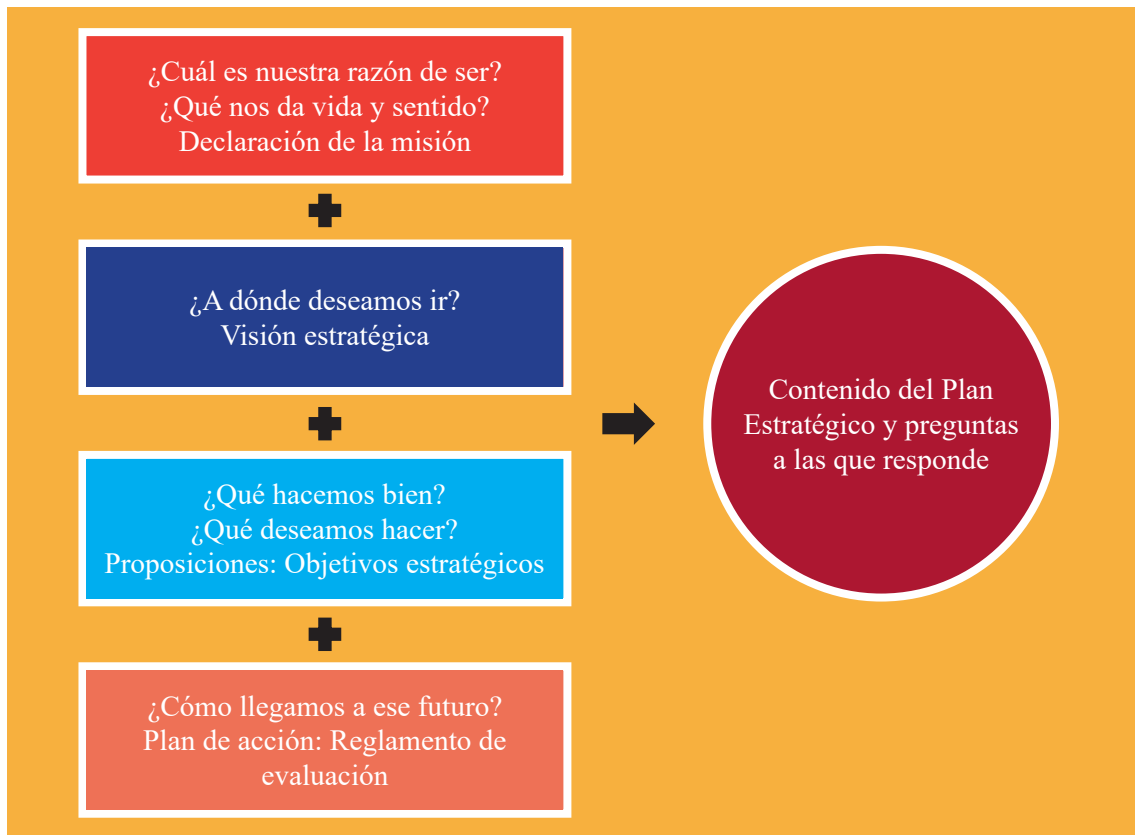 ¿Cuál es nuestra razón de ser?
¿Qué nos da vida y sentido?
Declaración de la misión
¿A dónde deseamos ir?
Visión estratégica
¿Qué hacemos bien?
¿Qué deseamos hacer?
Proposiciones: Objetivos estratégicos
¿Cómo llegamos a ese futuro?
Plan de acción: Reglamento de
evaluación
Contenido del Plan
Estratégico y preguntas
a las que responde